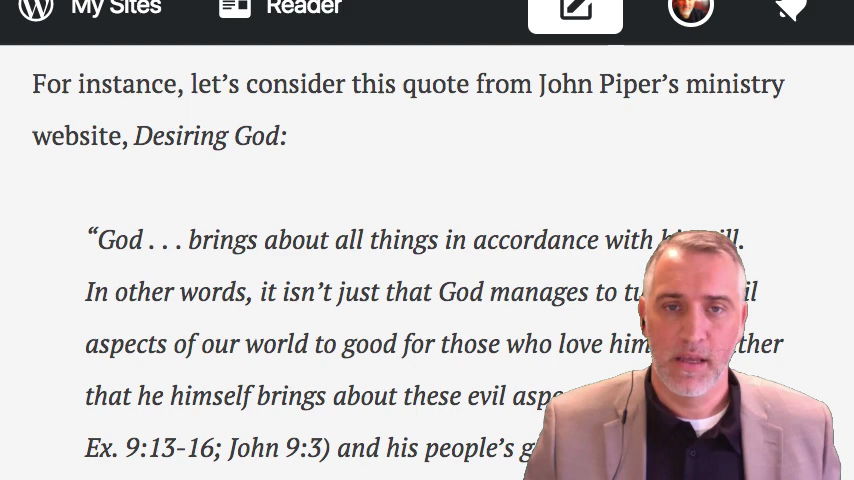 My Sites Reader
For instance, let’s consider this quote from John Piper’s ministry
website, Desiring God:
“God . . . brings about all things in accordance with
In other words, it isn’t just that God manages to
aspects of our world to good for those who love him
that he himself brings about these evil
Ex. 9:13-16; John 9:3) and his people’s